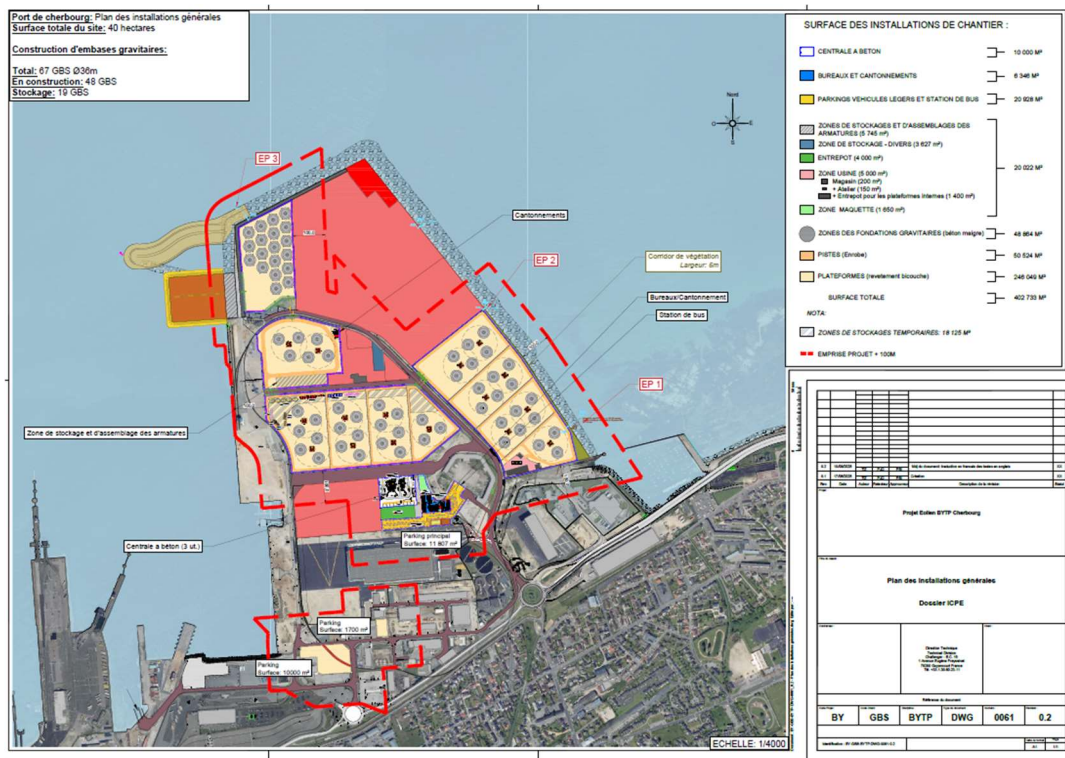 Port de cherbourg: Plan des installations générales
Surface totale du site: 40 hectares
Construction d'embases gravitaires:
Total: 67 GBS Ø36m
En construction: 48 GBS
Stockage: 19 GBS
SURFACE DES INSTALLATIONS DE CHANTIER :
CENTRALE A BETON 10 000 M²
BUREAUX ET CANTONNEMENTS 6 346 M²
PARKINGS VEHICULES LEGERS ET STATION DE BUS 20 928 M²
ZONES DE STOCKAGES ET D'ASSEMBLAGES DES
ARMATURES (5 745 m²)
ZONE DE STOCKAGE - DIVERS (3 627 m²)
ENTREPOT (4 000 m²)
20 022 M²
ZONE USINE (5 000 m²)
Magasin (200 m²)
+ Atelier (150 m²)
+ Entrepot pour les plateformes internes (1 400 m²)
ZONE MAQUETTE (1 650 m²)
ZONES DES FONDATIONS GRAVITAIRES (béton maigre) 48 864 M²
PISTES (Enrobe) 50 524 M²
PLATEFORMES (revetement bicouche) 246 049 M²
SURFACE TOTALE 402 733 M²
NOTA:
ZONES DE STOCKAGES TEMPORAIRES: 18 125 M²
EMPRISE PROJET + 100M
Nord
O
E
S
EP 3
Cantonnements
EP 2
Corridor de végétation
Largeur: 6m
Bureaux/Cantonnement
Station de bus
EP 1
Zone de stockage et d'assemblage des armatures
Centrale a béton (3 ut.)
Parking principal
Surface: 11 807 m²
Parking
Surface: 1700 m²
Parking
Surface: 10000 m²
ECHELLE: 1/4000
Projet Eolien BYTP Cherbourg
Plan des installations générales
Dossier ICPE
Direction Technique
BY GBS BYTP DWG 0061 0.2